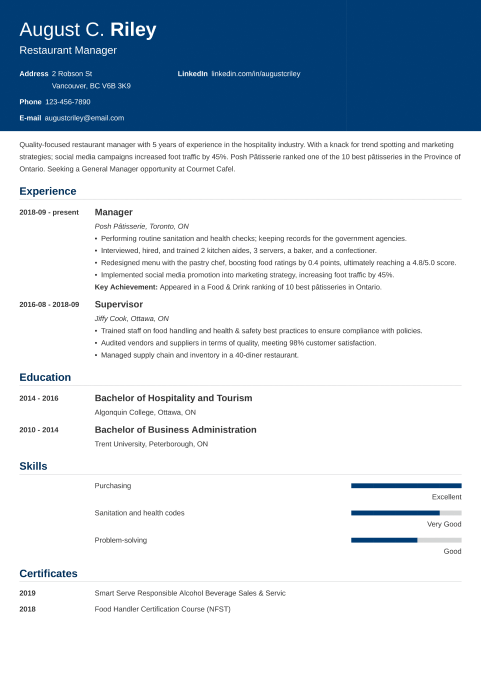 August C. Riley
Restaurant Manager
Address 2 Robson St LinkedIn linkedin.com/in/augustcriley
Vancouver, BC V6B 3K9
Phone 123-456-7890
E-mail augustcriley@email.com
Quality-focused restaurant manager with 5 years of experience in the hospitality industry. With a knack for trend spotting and marketing
strategies; social media campaigns increased foot traffic by 45%. Posh Pâtisserie ranked one of the 10 best pâtisseries in the Province of
Ontario. Seeking a General Manager opportunity at Courmet Cafel.
Experience
2018-09 - present Manager
Posh Pâtisserie, Toronto, ON
• Performing routine sanitation and health checks; keeping records for the government agencies.
• Interviewed, hired, and trained 2 kitchen aides, 3 servers, a baker, and a confectioner.
• Redesigned menu with the pastry chef, boosting food ratings by 0.4 points, ultimately reaching a 4.8/5.0 score.
• Implemented social media promotion into marketing strategy, increasing foot traffic by 45%.
Key Achievement: Appeared in a Food & Drink ranking of 10 best pâtisseries in Ontario.
2016-08 - 2018-09 Supervisor
Jiffy Cook, Ottawa, ON
• Trained staff on food handling and health & safety best practices to ensure compliance with policies.
• Audited vendors and suppliers in terms of quality, meeting 98% customer satisfaction.
• Managed supply chain and inventory in a 40-diner restaurant.
Education
2014 - 2016 Bachelor of Hospitality and Tourism
Algonquin College, Ottawa, ON
2010 - 2014 Bachelor of Business Administration
Trent University, Peterborough, ON
Skills
Purchasing
Excellent
Sanitation and health codes
Very Good
Problem-solving
Good
Certificates
2019 Smart Serve Responsible Alcohol Beverage Sales & Servic
2018 Food Handler Certification Course (NFST)